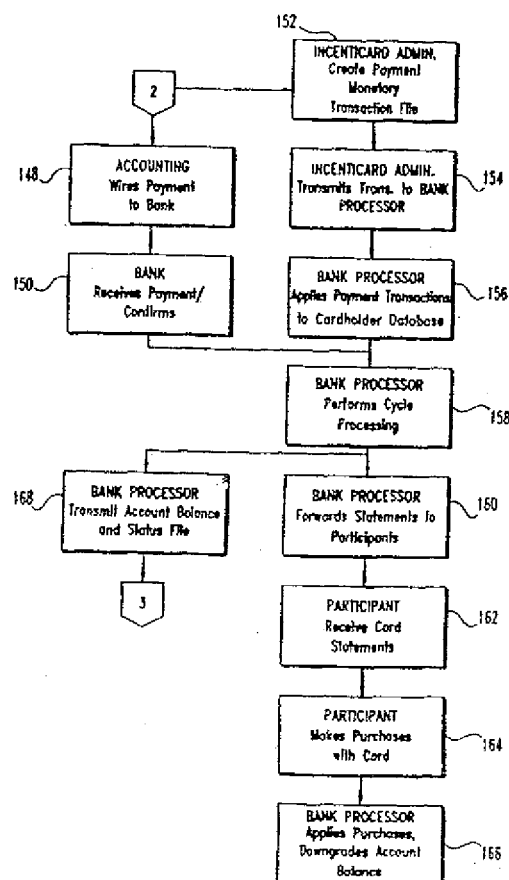 152
INCENTICARD ADMIN.
Create Payment
Monetary
Transaction File
2
148
ACCOUNTING
Wires Payment
to Bank
INCENTICARD ADMIN.
Transmits Trans. to BANK
PROCESSOR
154
150
BANK
Receives Payment/
Confirms
BANK PROCESSOR
Applies Payment Transactions
to Cardholder Database
156
BANK PROCESSOR
Performs Cycle
Processing
158
168
BANK PROCESSOR
Transmit Account Balance
and Status File
BANK PROCESSOR
Forwards Statements to
Participants
160
3
PARTICIPANT
Receive Card
Statements
162
PARTICIPANT
Makes Purchases
with Card
164
BANK PROCESSOR
Applies Purchases,
Downgrades Account
Balance
166